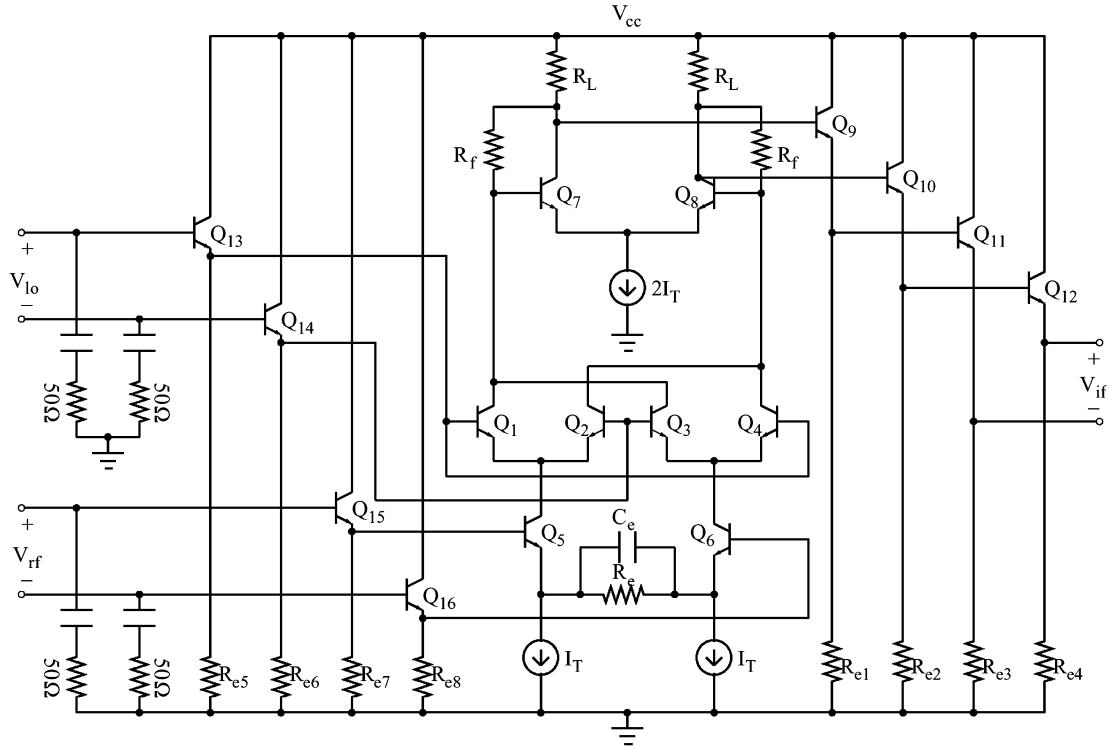 Vcc
RL
RL
Rf
Rf
Q7
Q8
Q9
Q10
Q13
Q11
+
Vlo
−
2IT
Q14
Q12
+
Vif
−
50Ω
50Ω
Q1
Q2
Q3
Q4
Q15
+
Vrf
−
Q5
Ce
Q6
Re
Q16
50Ω
50Ω
Re5
Re6
Re7
Re8
IT
IT
Re1
Re2
Re3
Re4